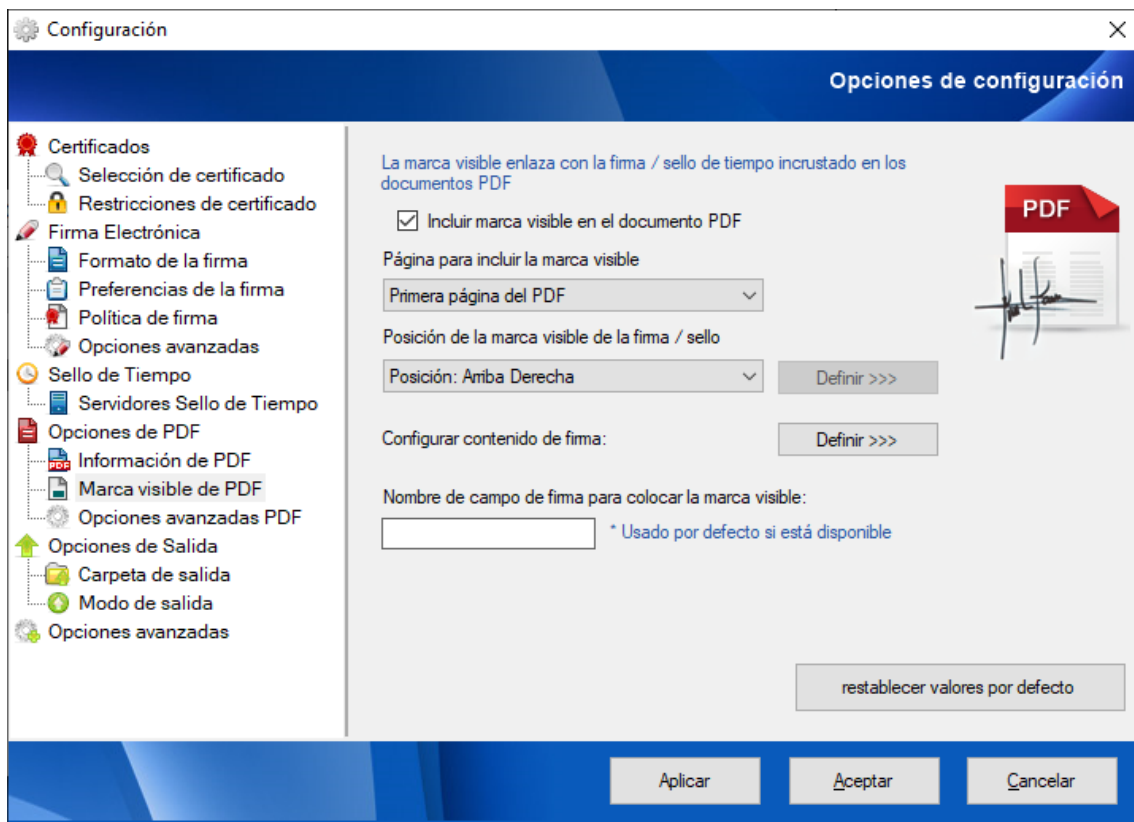 Configuración
Opciones de configuración
Certificados
Selección de certificado
Restricciones de certificado
Firma Electrónica
Formato de la firma
Preferencias de la firma
Política de firma
Opciones avanzadas
Sello de Tiempo
Servidores Sello de Tiempo
Opciones de PDF
PDF
Información de PDF
Marca visible de PDF
Opciones avanzadas PDF
Opciones de Salida
Carpeta de salida
Modo de salida
Opciones avanzadas
La marca visible enlaza con la firma / sello de tiempo incrustado en los
documentos PDF
PDF
Incluir marca visible en el documento PDF
Página para incluir la marca visible
Primera página del PDF
Posición de la marca visible de la firma / sello
Posición: Arriba Derecha
Definir >>>
Configurar contenido de firma:
Definir >>>
Nombre de campo de firma para colocar la marca visible:
* Usado por defecto si está disponible
restablecer valores por defecto
Aplicar
Aceptar
Cancelar